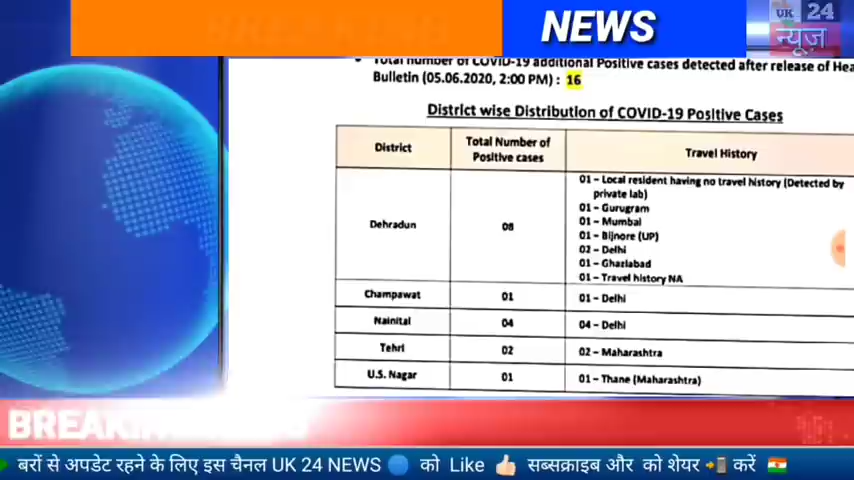 NEWS
UK 24
न्यूज़
Total number of COVID-19 additional Positive cases detected after release of Hea
Bulletin (05.06.2020, 2:00 PM) : 16
District wise Distribution of COVID-19 Positive Cases
District
Total Number of
Positive cases
Travel History
Dehradun
08
01 – Local resident having no travel history (Detected by
private lab)
01 – Gurugram
01 – Mumbai
01 – Bijnore (UP)
02 – Delhi
01 – Ghaziabad
01 – Travel history NA
Champawat 01 01 – Delhi
Nainital 04 04 – Delhi
Tehri 02 02 – Maharashtra
U.S. Nagar 01 01 – Thane (Maharashtra)
बरों से अपडेट रहने के लिए इस चैनल UK 24 NEWS 🔵 को Like 👍🏻 सब्सक्राइब और को शेयर 📲 करें 🇮🇳